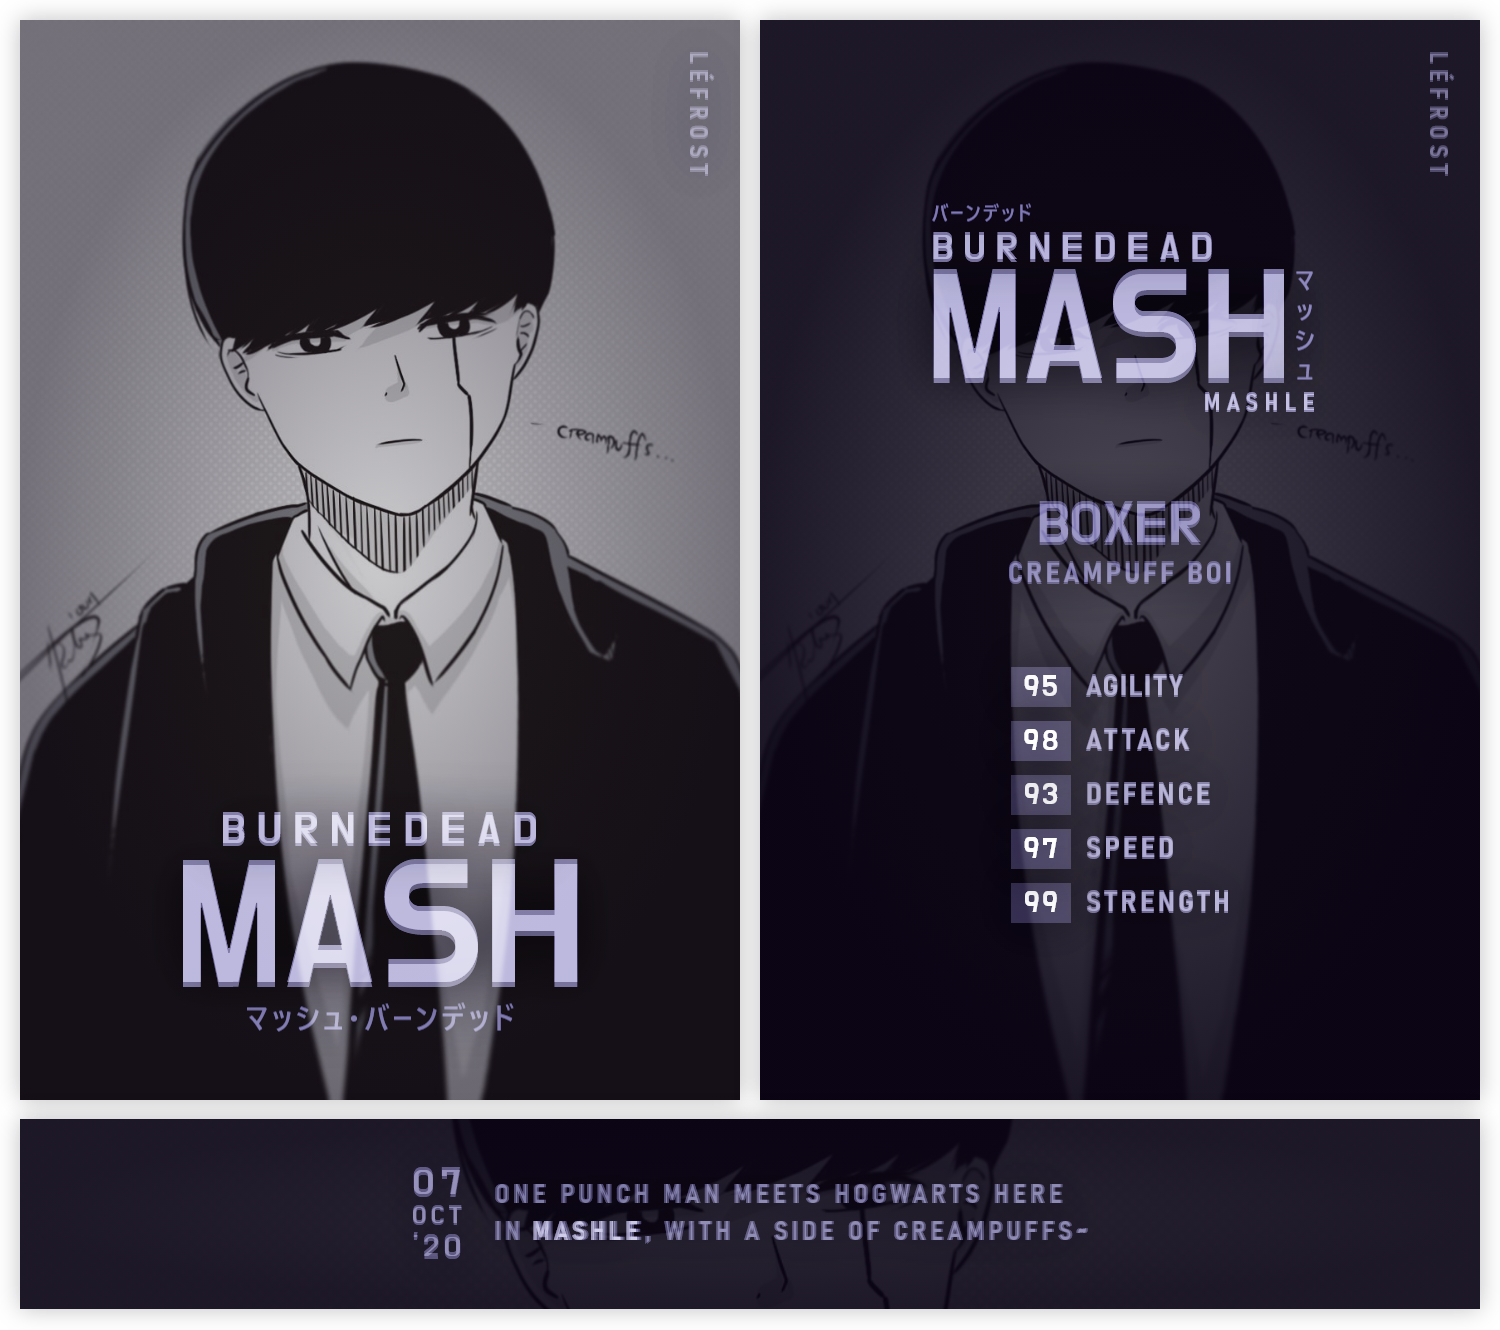 LÉFROST
creampuffs...
BURNEDEAD
MASH
マッシュ・バーンデッド
LÉFROST
バーンデッド
BURNEDEAD
MASH
マッシュ
MASHLE
creampuffs...
BOXER
CREAMPUFF BOI
95 AGILITY
98 ATTACK
93 DEFENCE
97 SPEED
99 STRENGTH
07
OCT
'20
ONE PUNCH MAN MEETS HOGWARTS HERE
IN MASHLE, WITH A SIDE OF CREAMPUFFS~